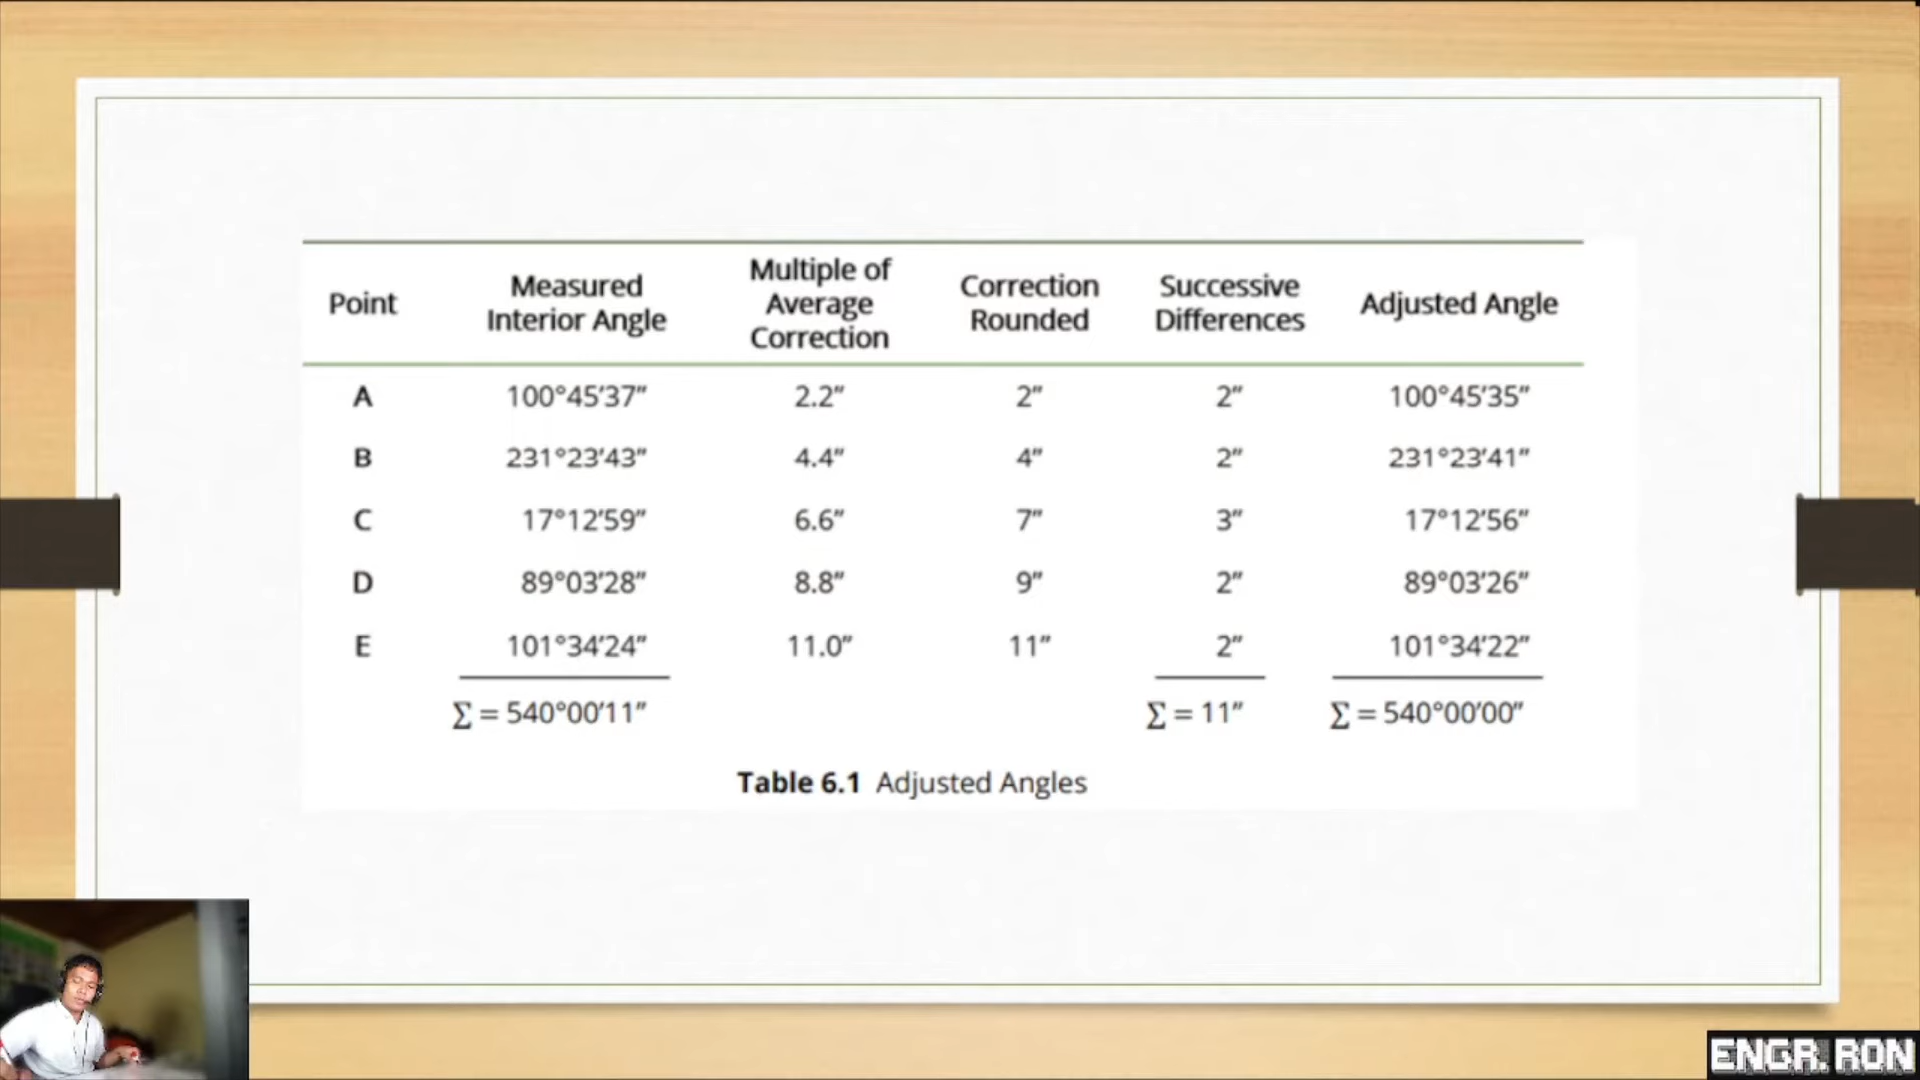 Point Measured Interior Angle Multiple of Average Correction Correction Rounded Successive Differences Adjusted Angle
A 100°45′37″ 2.2″ 2″ 2″ 100°45′35″
B 231°23′43″ 4.4″ 4″ 2″ 231°23′41″
C 17°12′59″ 6.6″ 7″ 3″ 17°12′56″
D 89°03′28″ 8.8″ 9″ 2″ 89°03′26″
E 101°34′24″ 11.0″ 11″ 2″ 101°34′22″
∑ = 540°00′11″ ∑ = 11″ ∑ = 540°00′00″
Table 6.1 Adjusted Angles
ENGR. RON